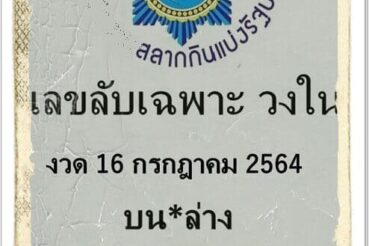 สลากกินแบ่งรัฐบ
เลขลับเฉพาะ วงใน
งวด 16 กรกฎาคม 2564
บน*ล่าง